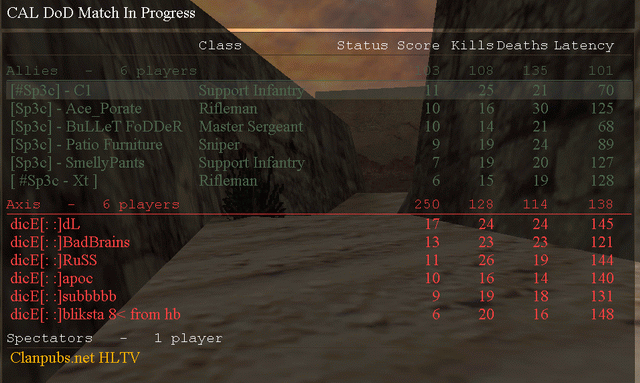 CAL DoD Match In Progress
Class Status Score Kills Deaths Latency
Allies - 6 players 103 108 135 101
[#Sp3c] - C1 Support Infantry 11 25 21 70
[Sp3c] - Ace_Porate Rifleman 10 16 30 125
[Sp3c] - BuLLeT FoDDeR Master Sergeant 10 14 21 68
[Sp3c] - Patio Furniture Sniper 9 19 24 89
[Sp3c] - SmellyPants Support Infantry 7 19 20 127
[ #Sp3c - Xt ] Rifleman 6 15 19 128
Axis - 6 players 250 128 114 138
dicE[: :]dL 17 24 24 145
dicE[: :]BadBrains 13 23 23 121
dicE[: :]RuSS 11 26 19 144
dicE[: :]apoc 10 16 14 140
dicE[: :]subbbbb 9 19 18 131
dicE[: :]bliksta 8< from hb 6 20 16 148
Spectators - 1 player
Clanpubs.net HLTV